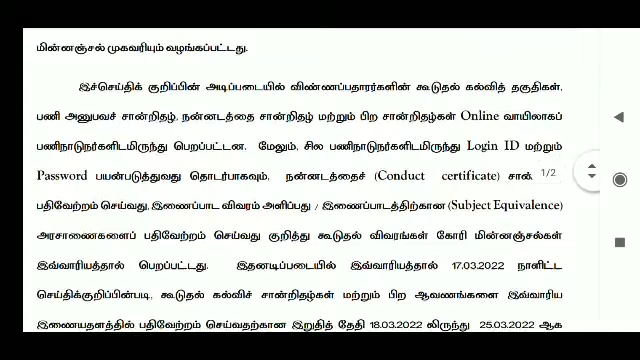 மின்னஞ்சல் முகவரியும் வழங்கப்பட்டது.
இச்செய்திக் குறிப்பின் அடிப்படையில் விண்ணப்பதாரர்களின் கூடுதல் கல்வித் தகுதிகள்,
பணி அனுபவச் சான்றிதழ், நன்னடத்தை சான்றிதழ் மற்றும் பிற சான்றிதழ்கள் Online வாயிலாகப்
பணிநாடுநர்களிடமிருந்து பெறப்பட்டன. மேலும், சில பணிநாடுநர்களிடமிருந்து Login ID மற்றும்
Password பயன்படுத்துவது தொடர்பாகவும், நன்னடத்தைச் (Conduct certificate) சான் 1/2
பதிவேற்றம் செய்வது, இணைப்பாட விவரம் அளிப்பது / இணைப்பாடத்திற்கான (Subject Equivalence)
அரசாணைகளைப் பதிவேற்றம் செய்வது குறித்து கூடுதல் விவரங்கள் கோரி மின்னஞ்சல்கள்
இவ்வாரியத்தால் பெறப்பட்டது. இதனடிப்படையில் இவ்வாரியத்தால் 17.03.2022 நாளிட்ட
செய்திக்குறிப்பின்படி, கூடுதல் கல்விச் சான்றிதழ்கள் மற்றும் பிற ஆவணங்களை இவ்வாரிய
இணையதளத்தில் பதிவேற்றம் செய்வதற்கான இறுதித் தேதி 18.03.2022 லிருந்து 25.03.2022 ஆக